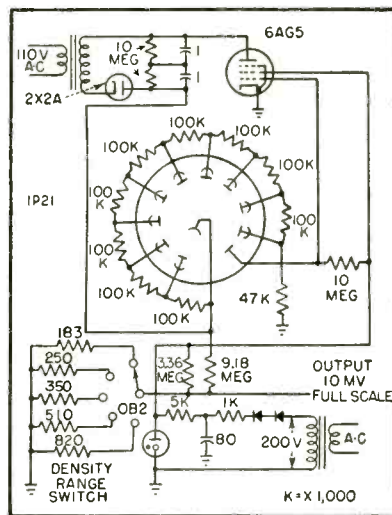 6AG5
10
MEG
1
1
110V
A·C
2X2A
100K
100K
100K
100K
1P21
100
K
100
K
100K
100
K
100K
100K
47K
10
MEG
183
250
350
510
820
OB2
3.36
MEG
9.18
MEG
OUTPUT
10 MV
FULL SCALE
5K
1K
80
200V
A·C
DENSITY
RANGE
SWITCH
K=X 1,000